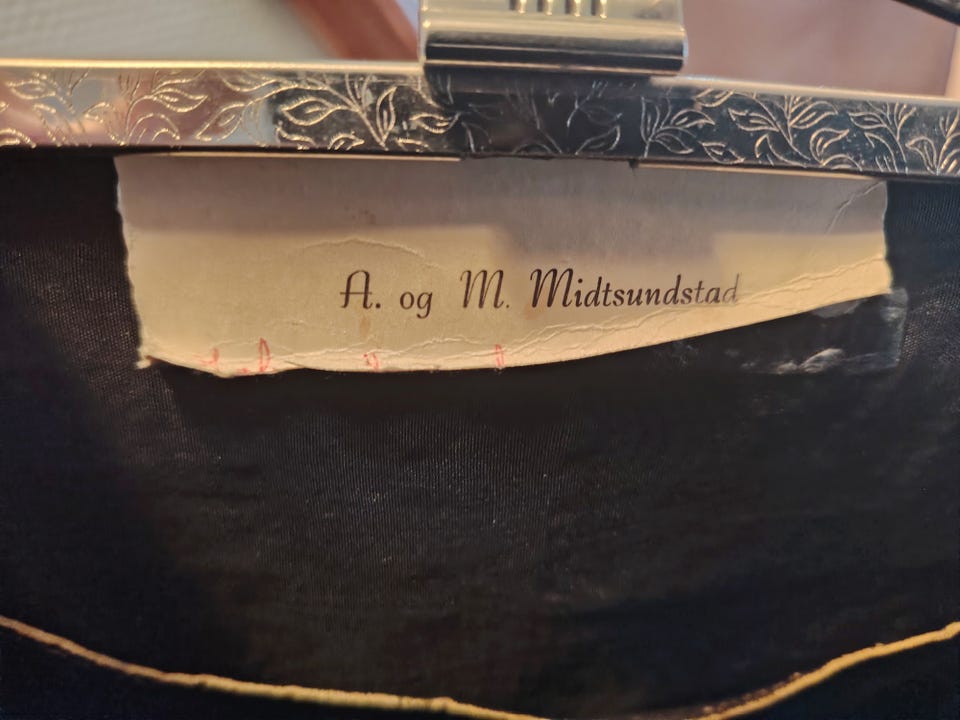 A. og M. Midtsundstad